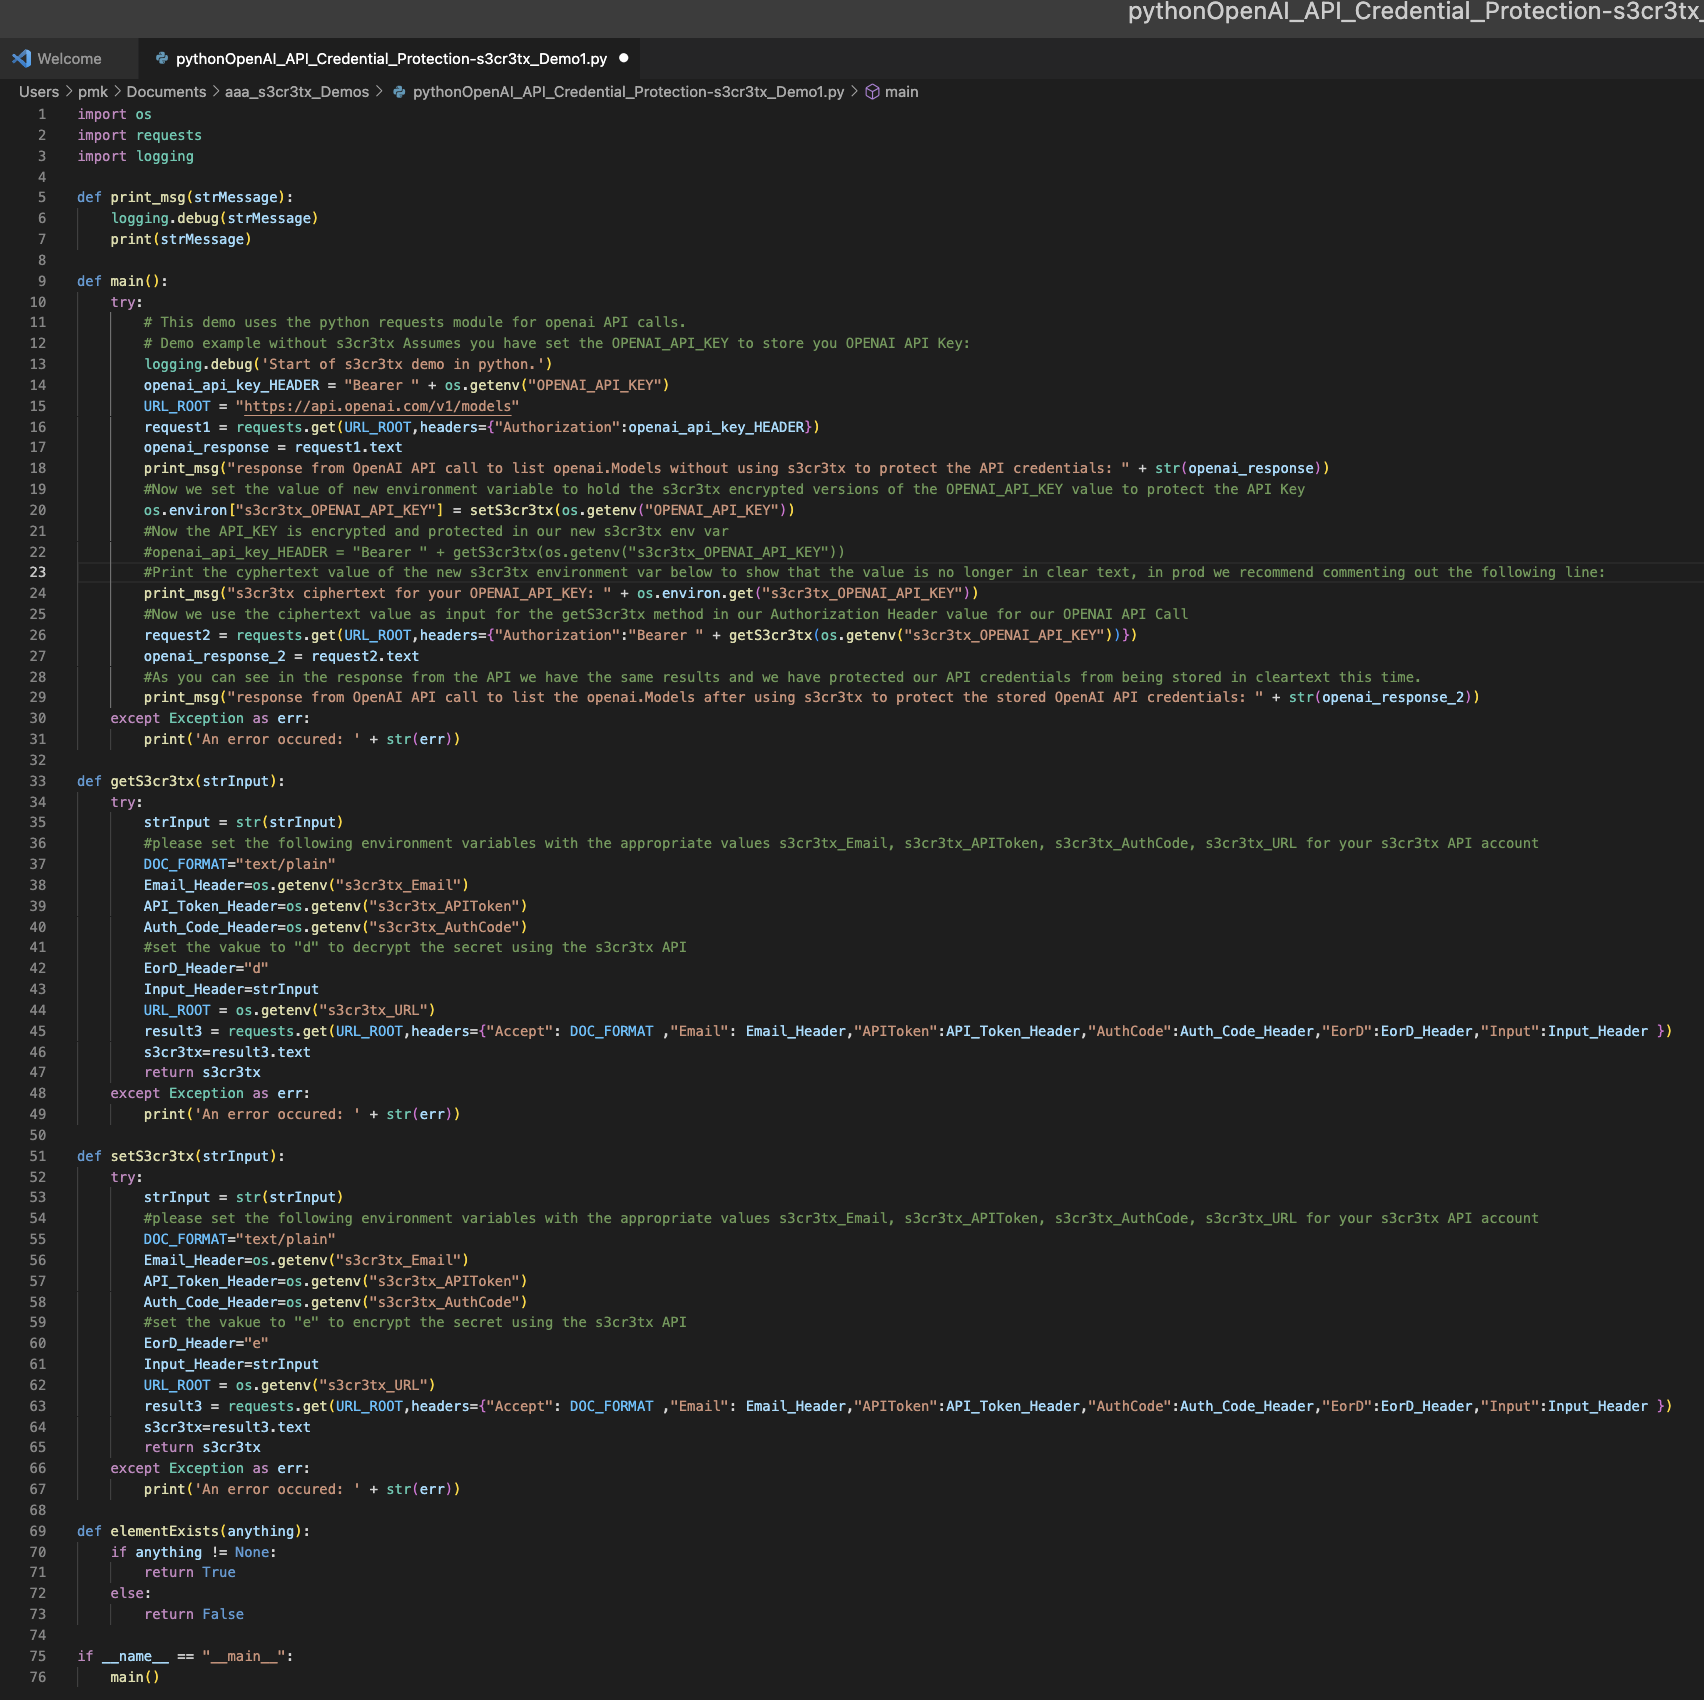 pythonOpenAI_API_Credential_Protection-s3cr3tx_
Welcome
pythonOpenAI_API_Credential_Protection-s3cr3tx_Demo1.py
Users > pmk > Documents > aaa_s3cr3tx_Demos > pythonOpenAI_API_Credential_Protection-s3cr3tx_Demo1.py > main
1 import os
2 import requests
3 import logging
4
5 def print_msg(strMessage):
6     logging.debug(strMessage)
7     print(strMessage)
8
9 def main():
10     try:
11         # This demo uses the python requests module for openai API calls.
12         # Demo example without s3cr3tx Assumes you have set the OPENAI_API_KEY to store you OPENAI API Key:
13         logging.debug('Start of s3cr3tx demo in python.')
14         openai_api_key_HEADER = "Bearer " + os.getenv("OPENAI_API_KEY")
15         URL_ROOT = "https://api.openai.com/v1/models"
16         request1 = requests.get(URL_ROOT,headers={"Authorization":openai_api_key_HEADER})
17         openai_response = request1.text
18         print_msg("response from OpenAI API call to list openai.Models without using s3cr3tx to protect the API credentials: " + str(openai_response))
19         #Now we set the value of new environment variable to hold the s3cr3tx encrypted versions of the OPENAI_API_KEY value to protect the API Key
20         os.environ["s3cr3tx_OPENAI_API_KEY"] = setS3cr3tx(os.getenv("OPENAI_API_KEY"))
21         #Now the API_KEY is encrypted and protected in our new s3cr3tx env var
22         #openai_api_key_HEADER = "Bearer " + getS3cr3tx(os.getenv("s3cr3tx_OPENAI_API_KEY"))
23         #Print the cyphertext value of the new s3cr3tx environment var below to show that the value is no longer in clear text, in prod we recommend commenting out the following line:
24         print_msg("s3cr3tx ciphertext for your OPENAI_API_KEY: " + os.environ.get("s3cr3tx_OPENAI_API_KEY"))
25         #Now we use the ciphertext value as input for the getS3cr3tx method in our Authorization Header value for our OPENAI API Call
26         request2 = requests.get(URL_ROOT,headers={"Authorization":"Bearer " + getS3cr3tx(os.getenv("s3cr3tx_OPENAI_API_KEY"))})
27         openai_response_2 = request2.text
28         #As you can see in the response from the API we have the same results and we have protected our API credentials from being stored in cleartext this time.
29         print_msg("response from OpenAI API call to list the openai.Models after using s3cr3tx to protect the stored OpenAI API credentials: " + str(openai_response_2))
30     except Exception as err:
31         print('An error occured: ' + str(err))
32
33 def getS3cr3tx(strInput):
34     try:
35         strInput = str(strInput)
36         #please set the following environment variables with the appropriate values s3cr3tx_Email, s3cr3tx_APIToken, s3cr3tx_AuthCode, s3cr3tx_URL for your s3cr3tx API account
37         DOC_FORMAT="text/plain"
38         Email_Header=os.getenv("s3cr3tx_Email")
39         API_Token_Header=os.getenv("s3cr3tx_APIToken")
40         Auth_Code_Header=os.getenv("s3cr3tx_AuthCode")
41         #set the vakue to "d" to decrypt the secret using the s3cr3tx API
42         EorD_Header="d"
43         Input_Header=strInput
44         URL_ROOT = os.getenv("s3cr3tx_URL")
45         result3 = requests.get(URL_ROOT,headers={"Accept": DOC_FORMAT ,"Email": Email_Header,"APIToken":API_Token_Header,"AuthCode":Auth_Code_Header,"EorD":EorD_Header,"Input":Input_Header })
46         s3cr3tx=result3.text
47         return s3cr3tx
48     except Exception as err:
49         print('An error occured: ' + str(err))
50
51 def setS3cr3tx(strInput):
52     try:
53         strInput = str(strInput)
54         #please set the following environment variables with the appropriate values s3cr3tx_Email, s3cr3tx_APIToken, s3cr3tx_AuthCode, s3cr3tx_URL for your s3cr3tx API account
55         DOC_FORMAT="text/plain"
56         Email_Header=os.getenv("s3cr3tx_Email")
57         API_Token_Header=os.getenv("s3cr3tx_APIToken")
58         Auth_Code_Header=os.getenv("s3cr3tx_AuthCode")
59         #set the vakue to "e" to encrypt the secret using the s3cr3tx API
60         EorD_Header="e"
61         Input_Header=strInput
62         URL_ROOT = os.getenv("s3cr3tx_URL")
63         result3 = requests.get(URL_ROOT,headers={"Accept": DOC_FORMAT ,"Email": Email_Header,"APIToken":API_Token_Header,"AuthCode":Auth_Code_Header,"EorD":EorD_Header,"Input":Input_Header })
64         s3cr3tx=result3.text
65         return s3cr3tx
66     except Exception as err:
67         print('An error occured: ' + str(err))
68
69 def elementExists(anything):
70     if anything != None:
71         return True
72     else:
73         return False
74
75 if __name__ == "__main__":
76     main()